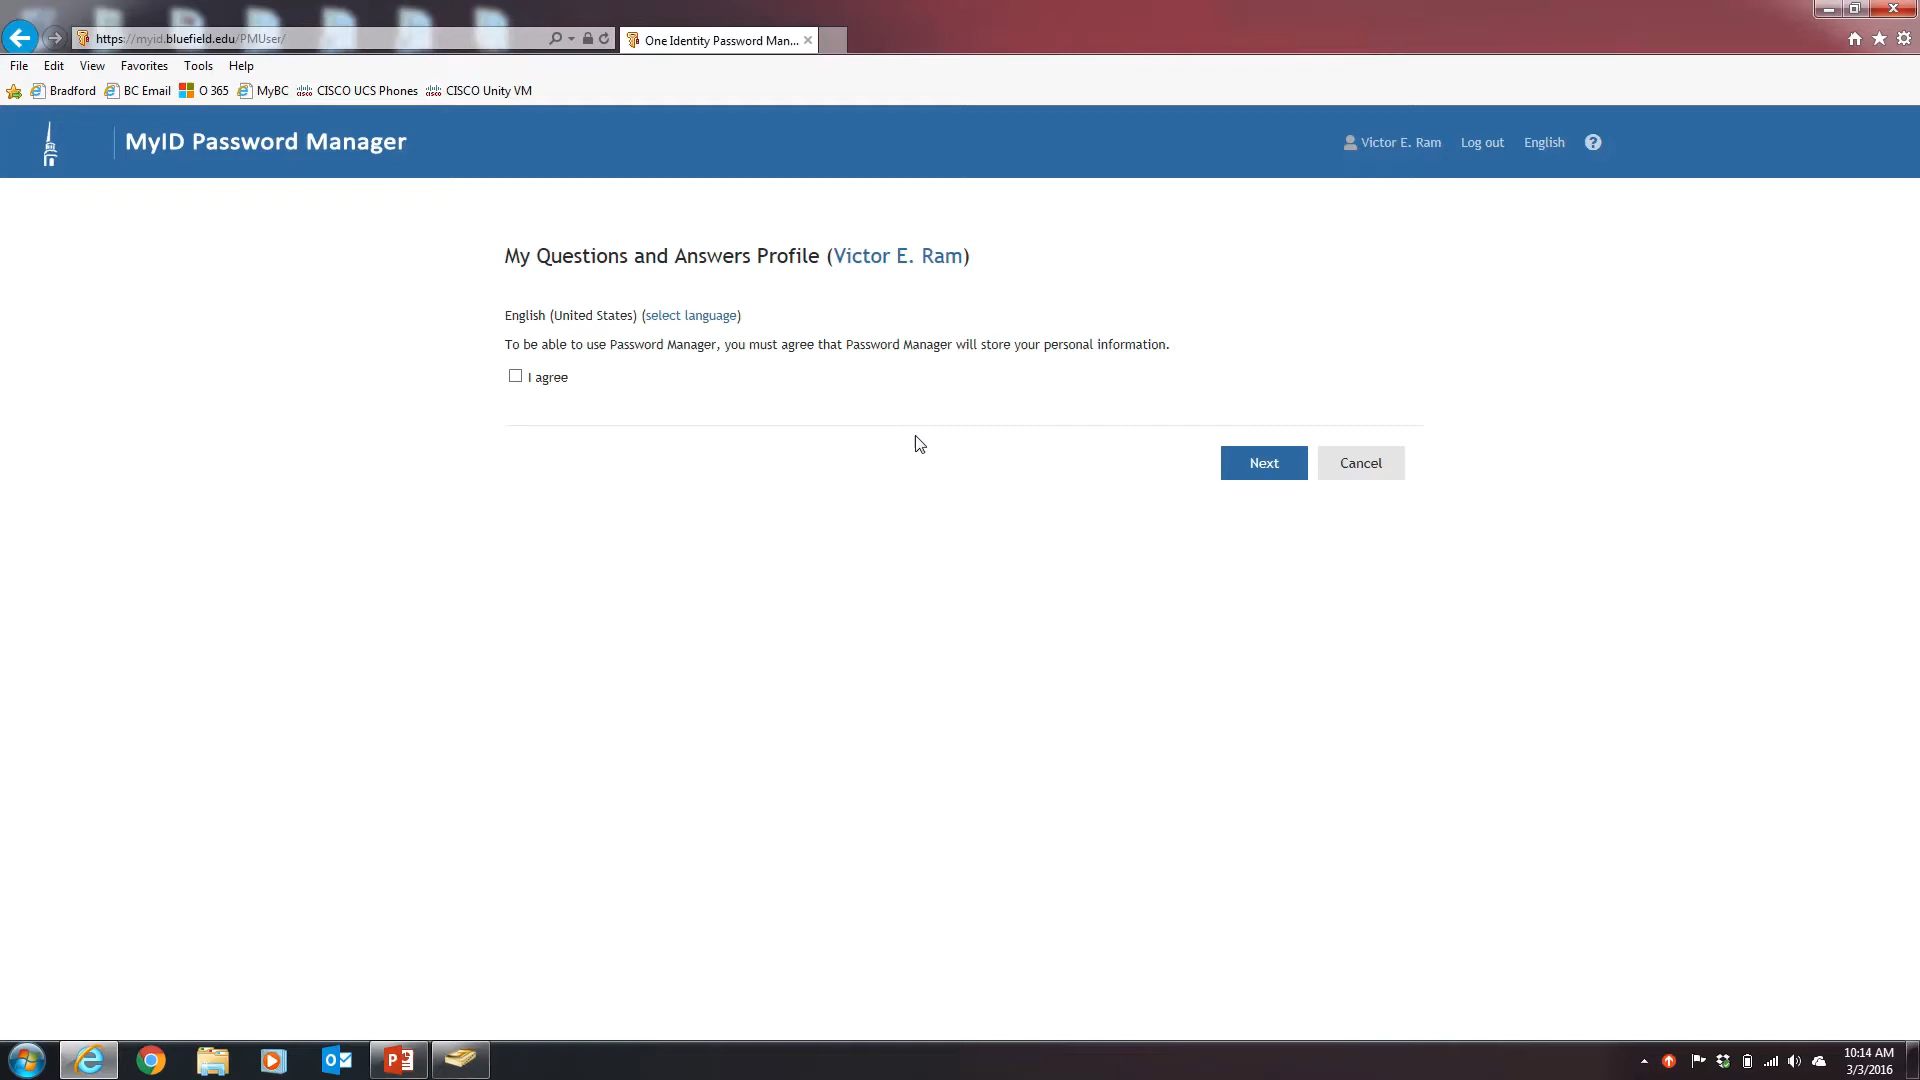 https://myid.bluefield.edu/PMUser/
One Identity Password Man...
File Edit View Favorites Tools Help
Bradford BC Email O 365 MyBC CISCO UCS Phones CISCO Unity VM
MyID Password Manager
Victor E. Ram Log out English ?
My Questions and Answers Profile (Victor E. Ram)
English (United States) (select language)
To be able to use Password Manager, you must agree that Password Manager will store your personal information.
I agree
Next Cancel
10:14 AM
3/3/2016